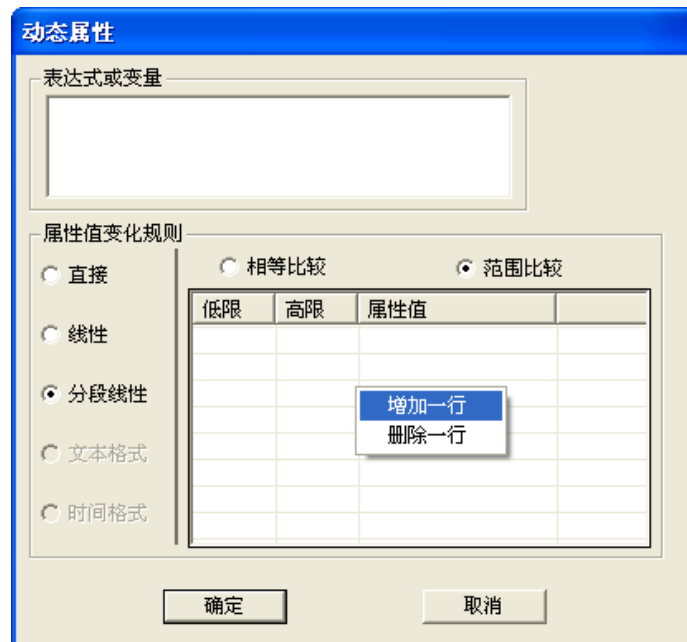 动态属性
表达式或变量
属性值变化规则
直接
线性
分段线性
文本格式
时间格式
相等比较 范围比较
低限 高限 属性值
增加一行
删除一行
确定 取消